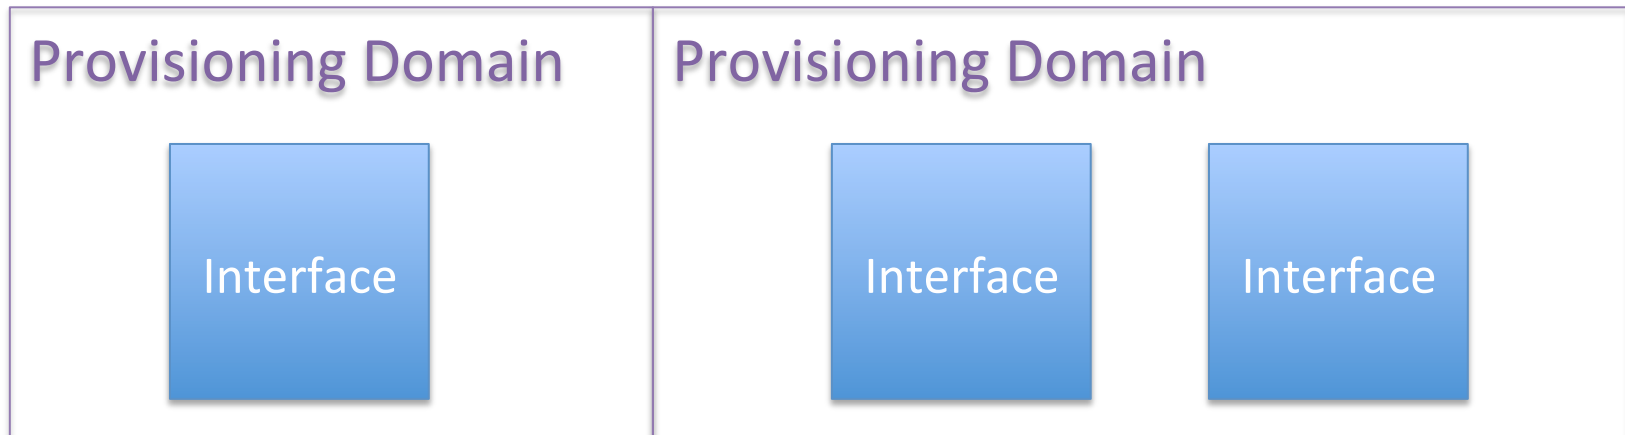 Provisioning Domain
Provisioning Domain
Interface
Interface
Interface